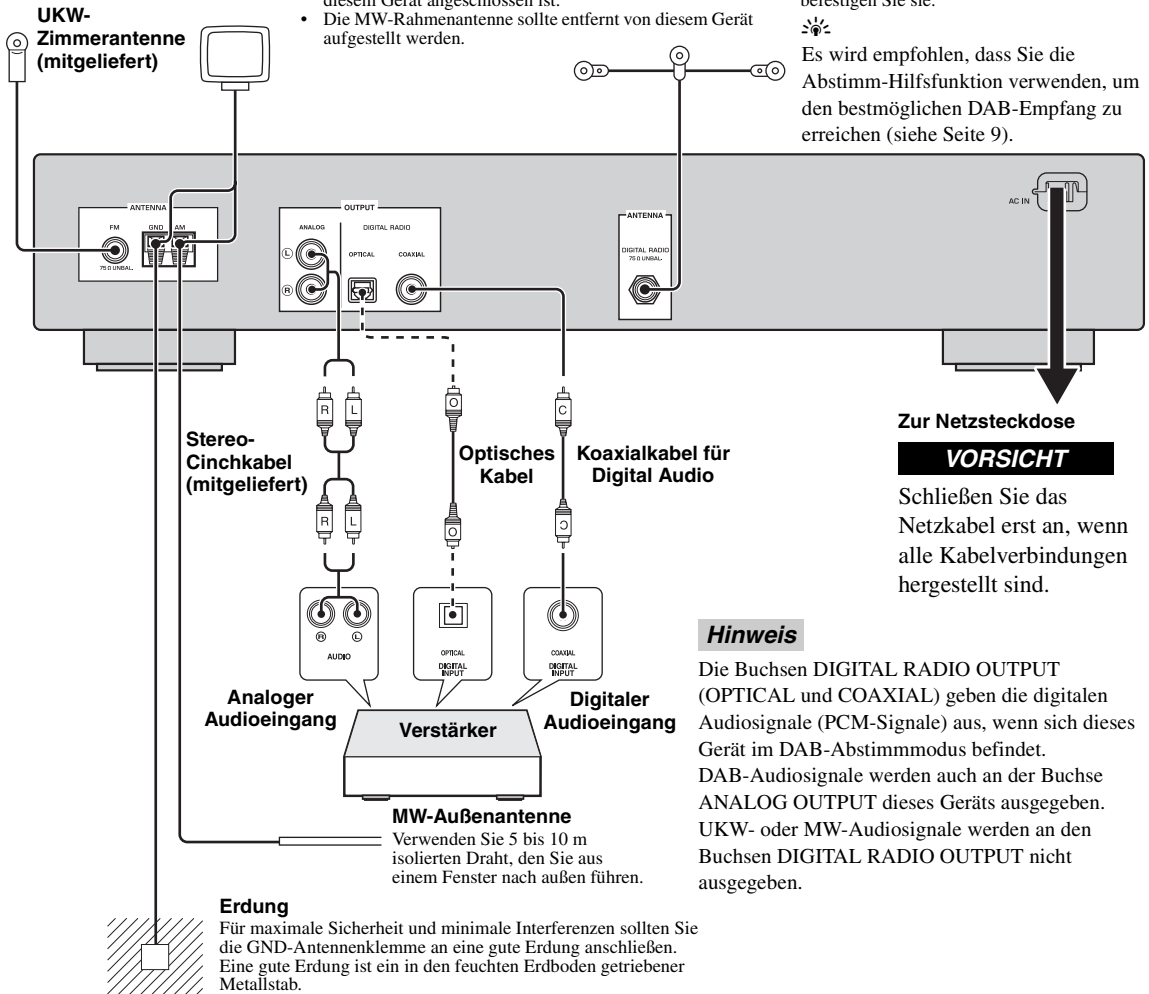 diesem Gerät angeschlossen ist.
• Die MW-Rahmenantenne sollte entfernt von diesem Gerät
aufgestellt werden.
befestigen Sie sie.
UKW-
Zimmerantenne
(mitgeliefert)
Es wird empfohlen, dass Sie die
Abstimm-Hilfsfunktion verwenden, um
den bestmöglichen DAB-Empfang zu
erreichen (siehe Seite 9).
ANTENNA
FM
GND
AM
75Ω UNBAL.
OUTPUT
ANALOG
DIGITAL RADIO
L
R
OPTICAL
COAXIAL
ANTENNA
DIGITAL RADIO
75Ω UNBAL.
AC IN
Zur Netzsteckdose
VORSICHT
Schließen Sie das
Netzkabel erst an, wenn
alle Kabelverbindungen
hergestellt sind.
R L
O
C
Stereo-
Cinchkabel
(mitgeliefert)
Optisches
Kabel
Koaxialkabel für
Digital Audio
R L
O
C
R L
AUDIO
OPTICAL
DIGITAL
INPUT
COAXIAL
DIGITAL
INPUT
Analoger
Audioeingang
Verstärker
Digitaler
Audioeingang
Hinweis
Die Buchsen DIGITAL RADIO OUTPUT
(OPTICAL und COAXIAL) geben die digitalen
Audiosignale (PCM-Signale) aus, wenn sich dieses
Gerät im DAB-Abstimmmodus befindet.
DAB-Audiosignale werden auch an der Buchse
ANALOG OUTPUT dieses Geräts ausgegeben.
UKW- oder MW-Audiosignale werden an den
Buchsen DIGITAL RADIO OUTPUT nicht
ausgegeben.
MW-Außenantenne
Verwenden Sie 5 bis 10 m
isolierten Draht, den Sie aus
einem Fenster nach außen führen.
Erdung
Für maximale Sicherheit und minimale Interferenzen sollten Sie
die GND-Antennenklemme an eine gute Erdung anschließen.
Eine gute Erdung ist ein in den feuchten Erdboden getriebener
Metallstab.